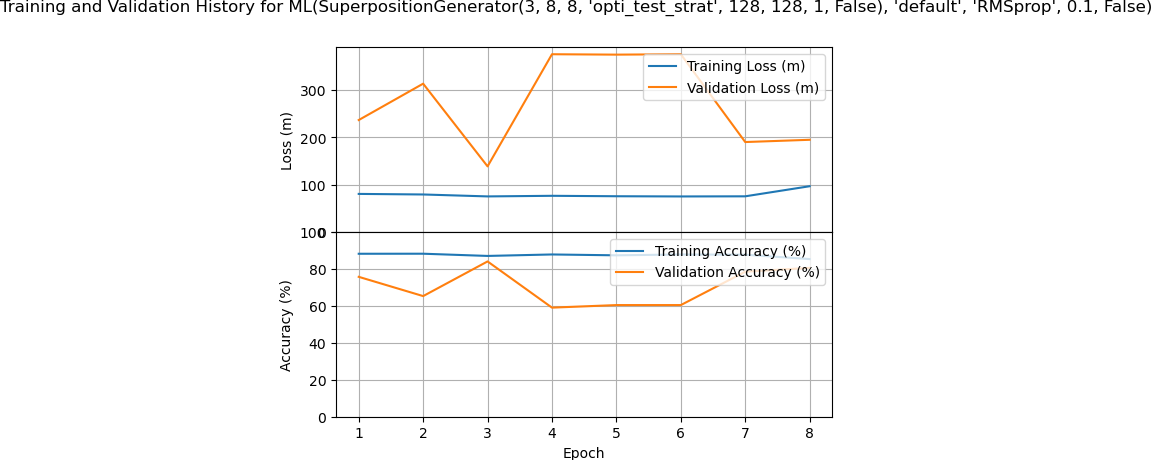 Training and Validation History for ML(SuperpositionGenerator(3, 8, 8, 'opti_test_strat', 128, 128, 1, False), 'default', 'RMSprop', 0.1, False)
Training Loss (m)
Validation Loss (m)
Loss (m)
300
200
100
0
Training Accuracy (%)
Validation Accuracy (%)
Accuracy (%)
100
80
60
40
20
0
1 2 3 4 5 6 7 8
Epoch